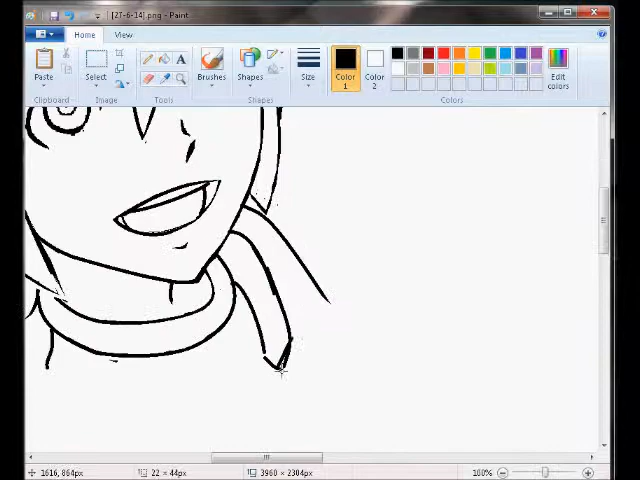 [27-6-14].png - Paint
Home View
Paste Select Brushes Shapes Size Color 1 Color 2 Edit colors
Clipboard Image Tools Shapes Colors
1616, 864px 22 × 44px 3960 × 2304px 100%